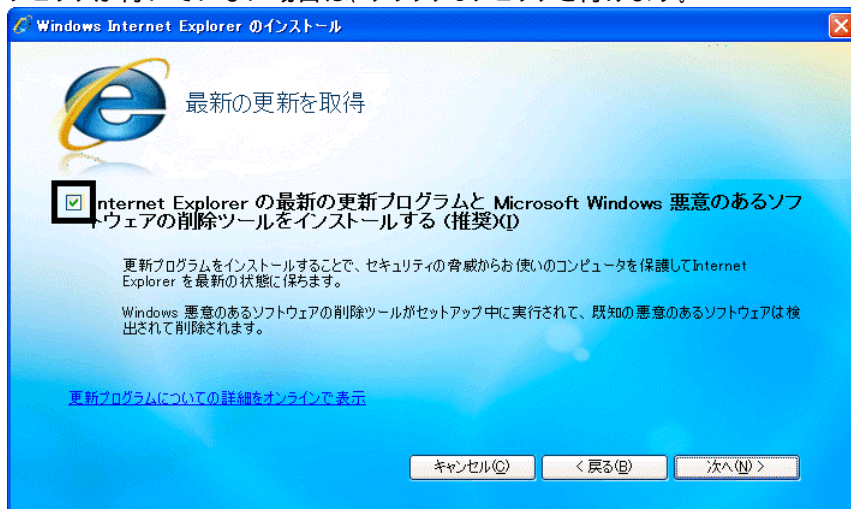 Windows Internet Explorer のインストール
最新の更新を取得
nternet Explorer の最新の更新プログラムと Microsoft Windows 悪意のあるソフ
トウェアの削除ツールをインストールする (推奨)(I)
更新プログラムをインストールすることで、セキュリティの脅威からお使いのコンピュータを保護してInternet
Explorer を最新の状態に保ちます。
Windows 悪意のあるソフトウェアの削除ツールがセットアップ中に実行されて、既知の悪意のあるソフトウェアは検
出されて削除されます。
更新プログラムについての詳細をオンラインで表示
キャンセル(C) < 戻る(B) 次へ(N) >